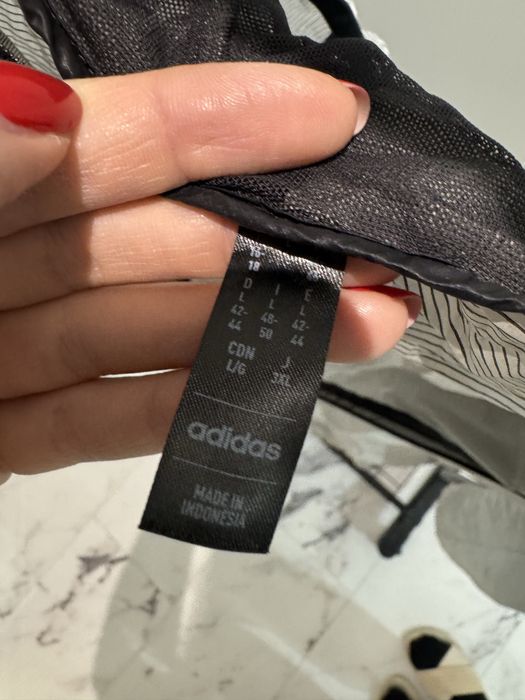 16-
18
D I E
L L L
42- 48- 42-
44 50 44
CDN J
L/G 3XL
adidas
MADE IN
INDONESIA